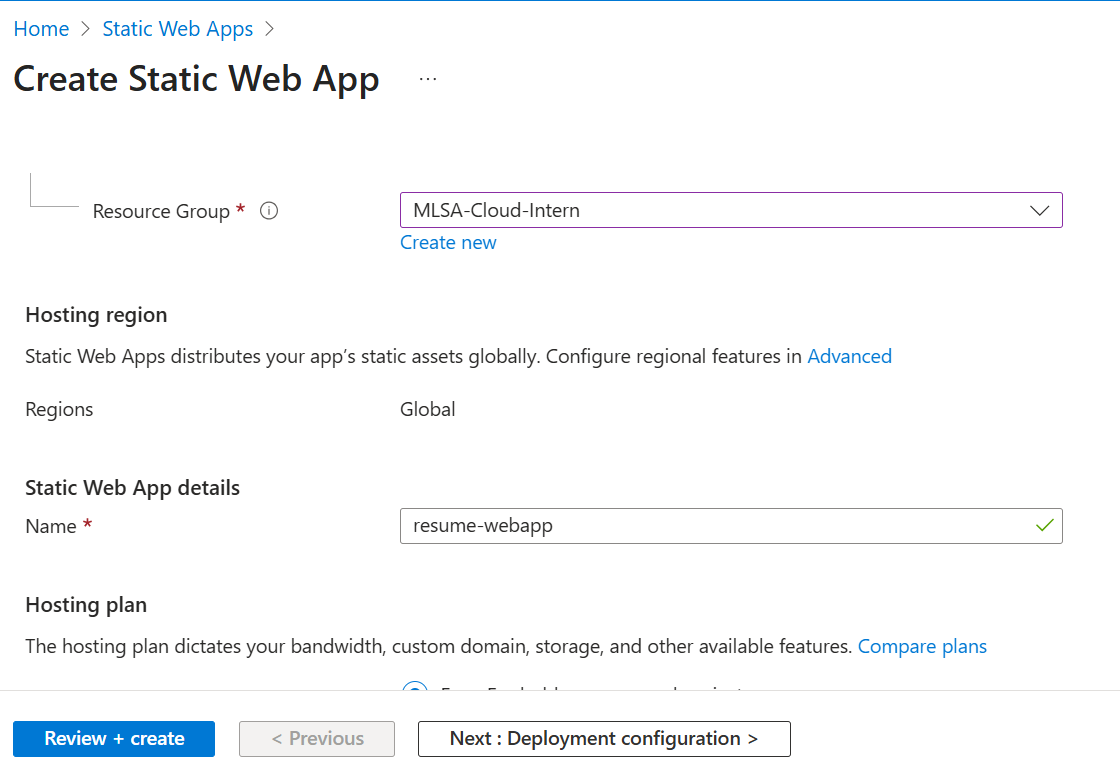 Home > Static Web Apps >
Create Static Web App ...
Resource Group *
MLSA-Cloud-Intern
Create new
Hosting region
Static Web Apps distributes your app's static assets globally. Configure regional features in Advanced
Regions Global
Static Web App details
Name * resume-webapp
Hosting plan
The hosting plan dictates your bandwidth, custom domain, storage, and other available features. Compare plans
Review + create < Previous Next : Deployment configuration >